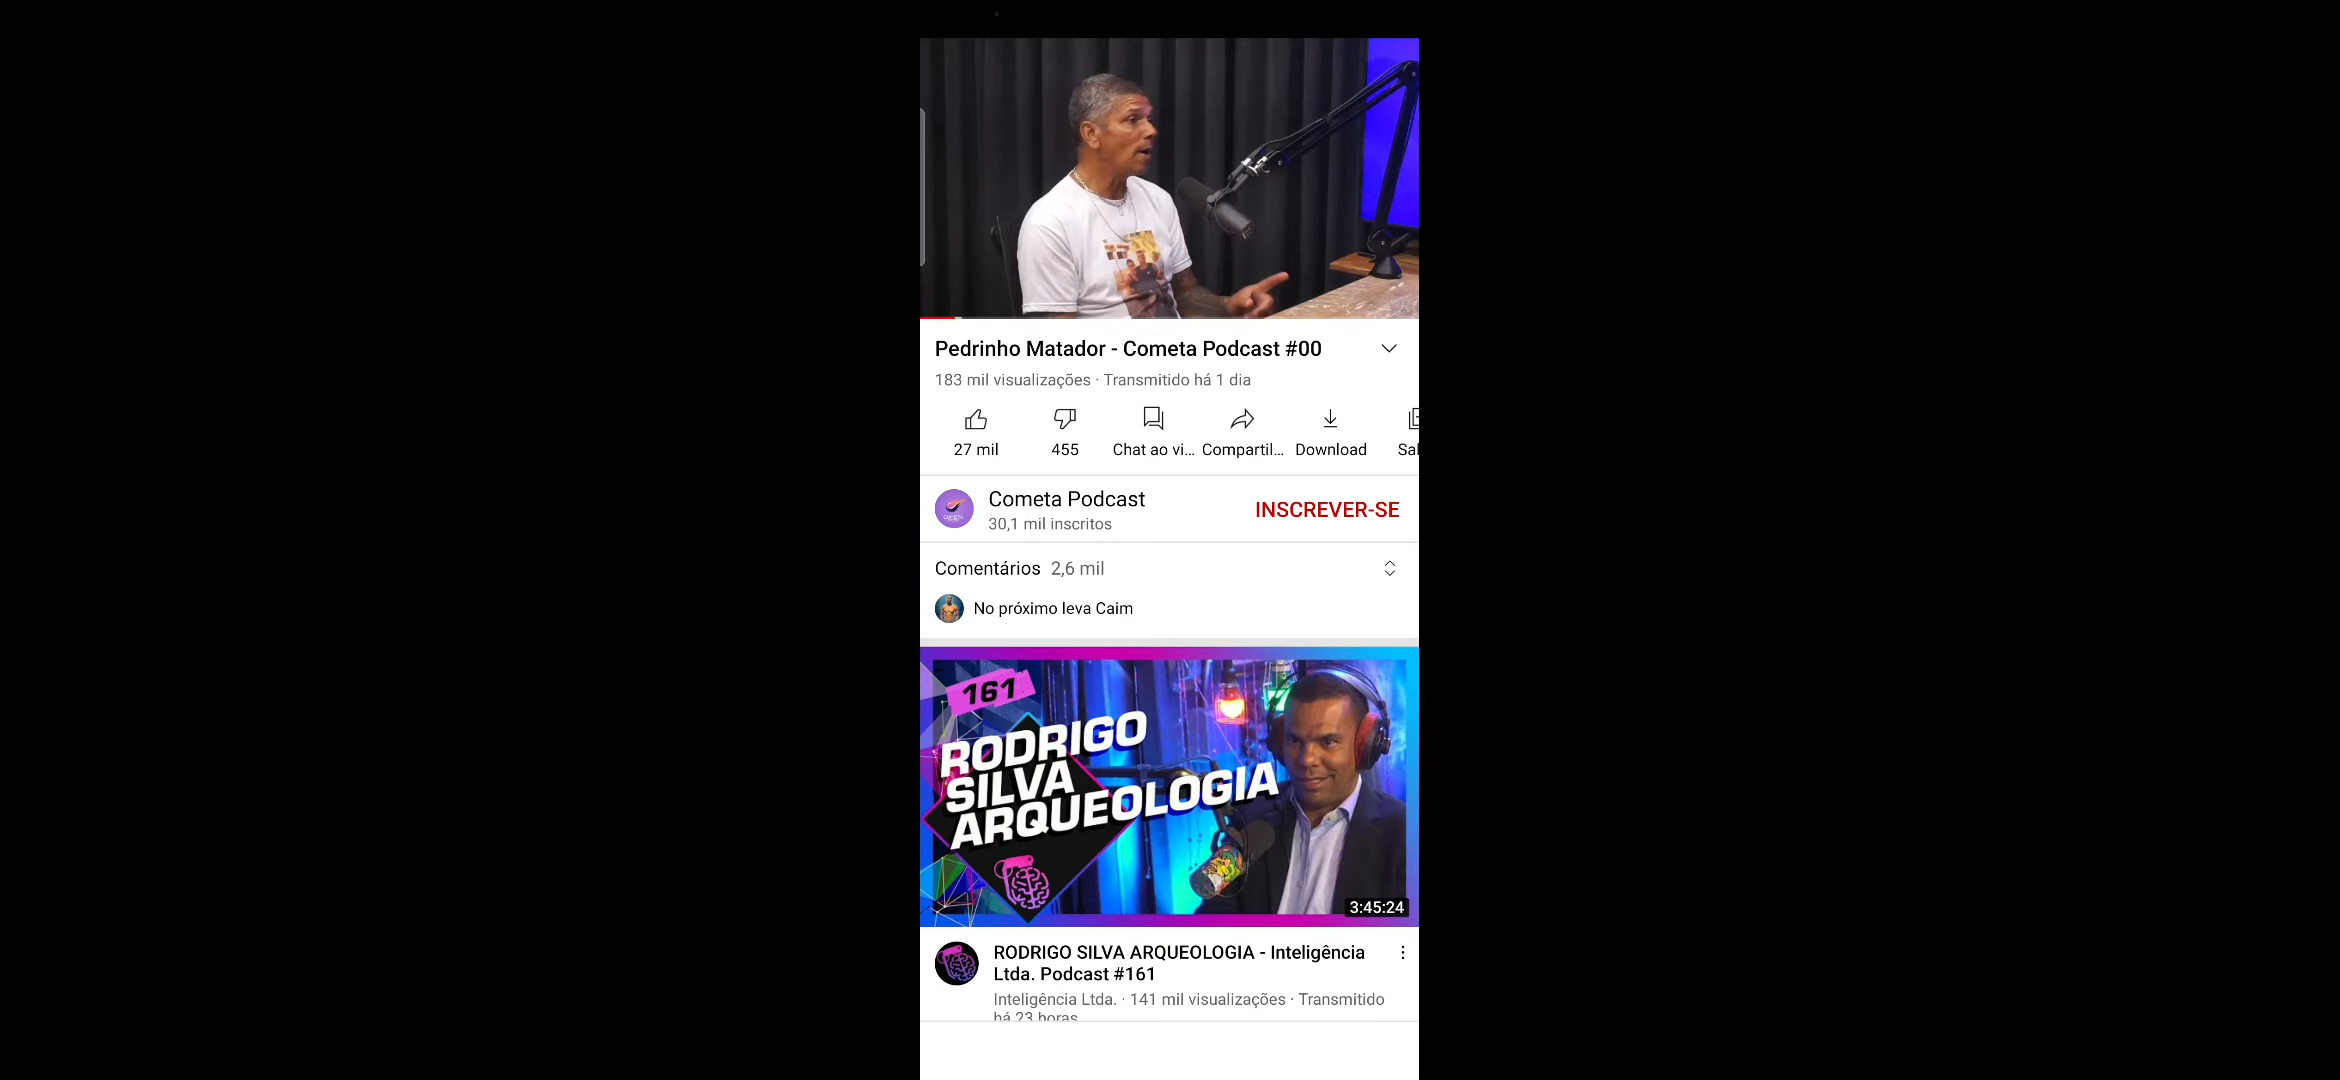 Pedrinho Matador - Cometa Podcast #00
183 mil visualizações · Transmitido há 1 dia
27 mil
455
Chat ao vi...
Compartil...
Download
Sal
COMETA
Cometa Podcast
30,1 mil inscritos
INSCREVER-SE
Comentários 2,6 mil
No próximo leva Caim
161
RODRIGO
SILVA
ARQUEOLOGIA
3:45:24
RODRIGO SILVA ARQUEOLOGIA - Inteligência
Ltda. Podcast #161
Inteligência Ltda. · 141 mil visualizações · Transmitido
há 23 horas